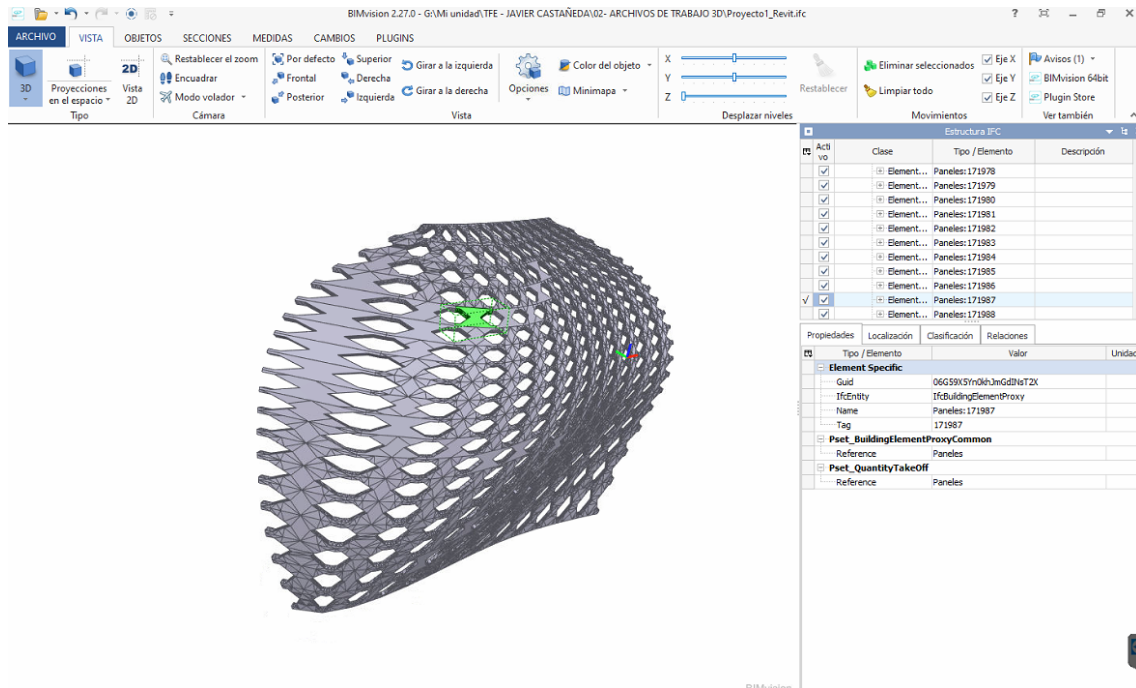 BIMvision 2.27.0 - G:\Mi unidad\TFE - JAVIER CASTAÑEDA\02- ARCHIVOS DE TRABAJO 3D\Proyecto1_Revit.ifc
ARCHIVO VISTA OBJETOS SECCIONES MEDIDAS CAMBIOS PLUGINS
3D
Proyecciones en el espacio
2D
Vista 2D
Tipo
Restablecer el zoom
Encuadrar
Modo volador
Cámara
Por defecto Superior
Frontal Derecha
Posterior Izquierda
Girar a la izquierda
Girar a la derecha
Opciones
Color del objeto
Minimapa
Vista
X
Y
Z
Restablecer
Desplazar niveles
Eliminar seleccionados
Limpiar todo
Eje X
Eje Y
Eje Z
Movimientos
Avisos (1)
BIMvision 64bit
Plugin Store
Ver también
Estructura IFC
Activo Clase Tipo / Elemento Descripción
Element... Paneles:171978
Element... Paneles:171979
Element... Paneles:171980
Element... Paneles:171981
Element... Paneles:171982
Element... Paneles:171983
Element... Paneles:171984
Element... Paneles:171985
Element... Paneles:171986
Element... Paneles:171987
Element... Paneles:171988
Propiedades Localización Clasificación Relaciones
Tipo / Elemento Valor Unidad
Element Specific
Guid
IfcEntity IfcBuildingElementProxy
Name Paneles:171987
Tag 171987
Pset_BuildingElementProxyCommon
Reference Paneles
Pset_QuantityTakeOff
Reference Paneles
BIMvision